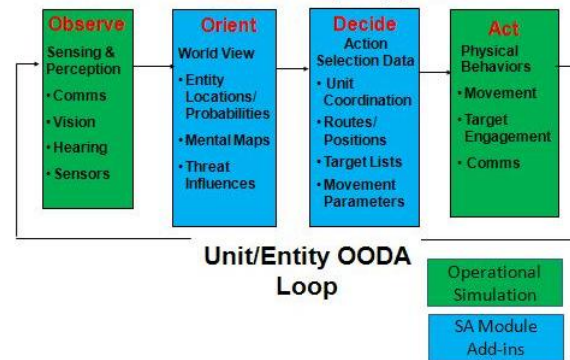 Observe
Sensing &
Perception
• Comms
• Vision
• Hearing
• Sensors
Orient
World View
• Entity
Locations/
Probabilities
• Mental Maps
• Threat
Influences
Decide
Action
Selection Data
• Unit
Coordination
• Routes/
Positions
• Target Lists
• Movement
Parameters
Act
Physical
Behaviors
• Movement
• Target
Engagement
• Comms
Unit/Entity OODA
Loop
Operational
Simulation
SA Module
Add-ins